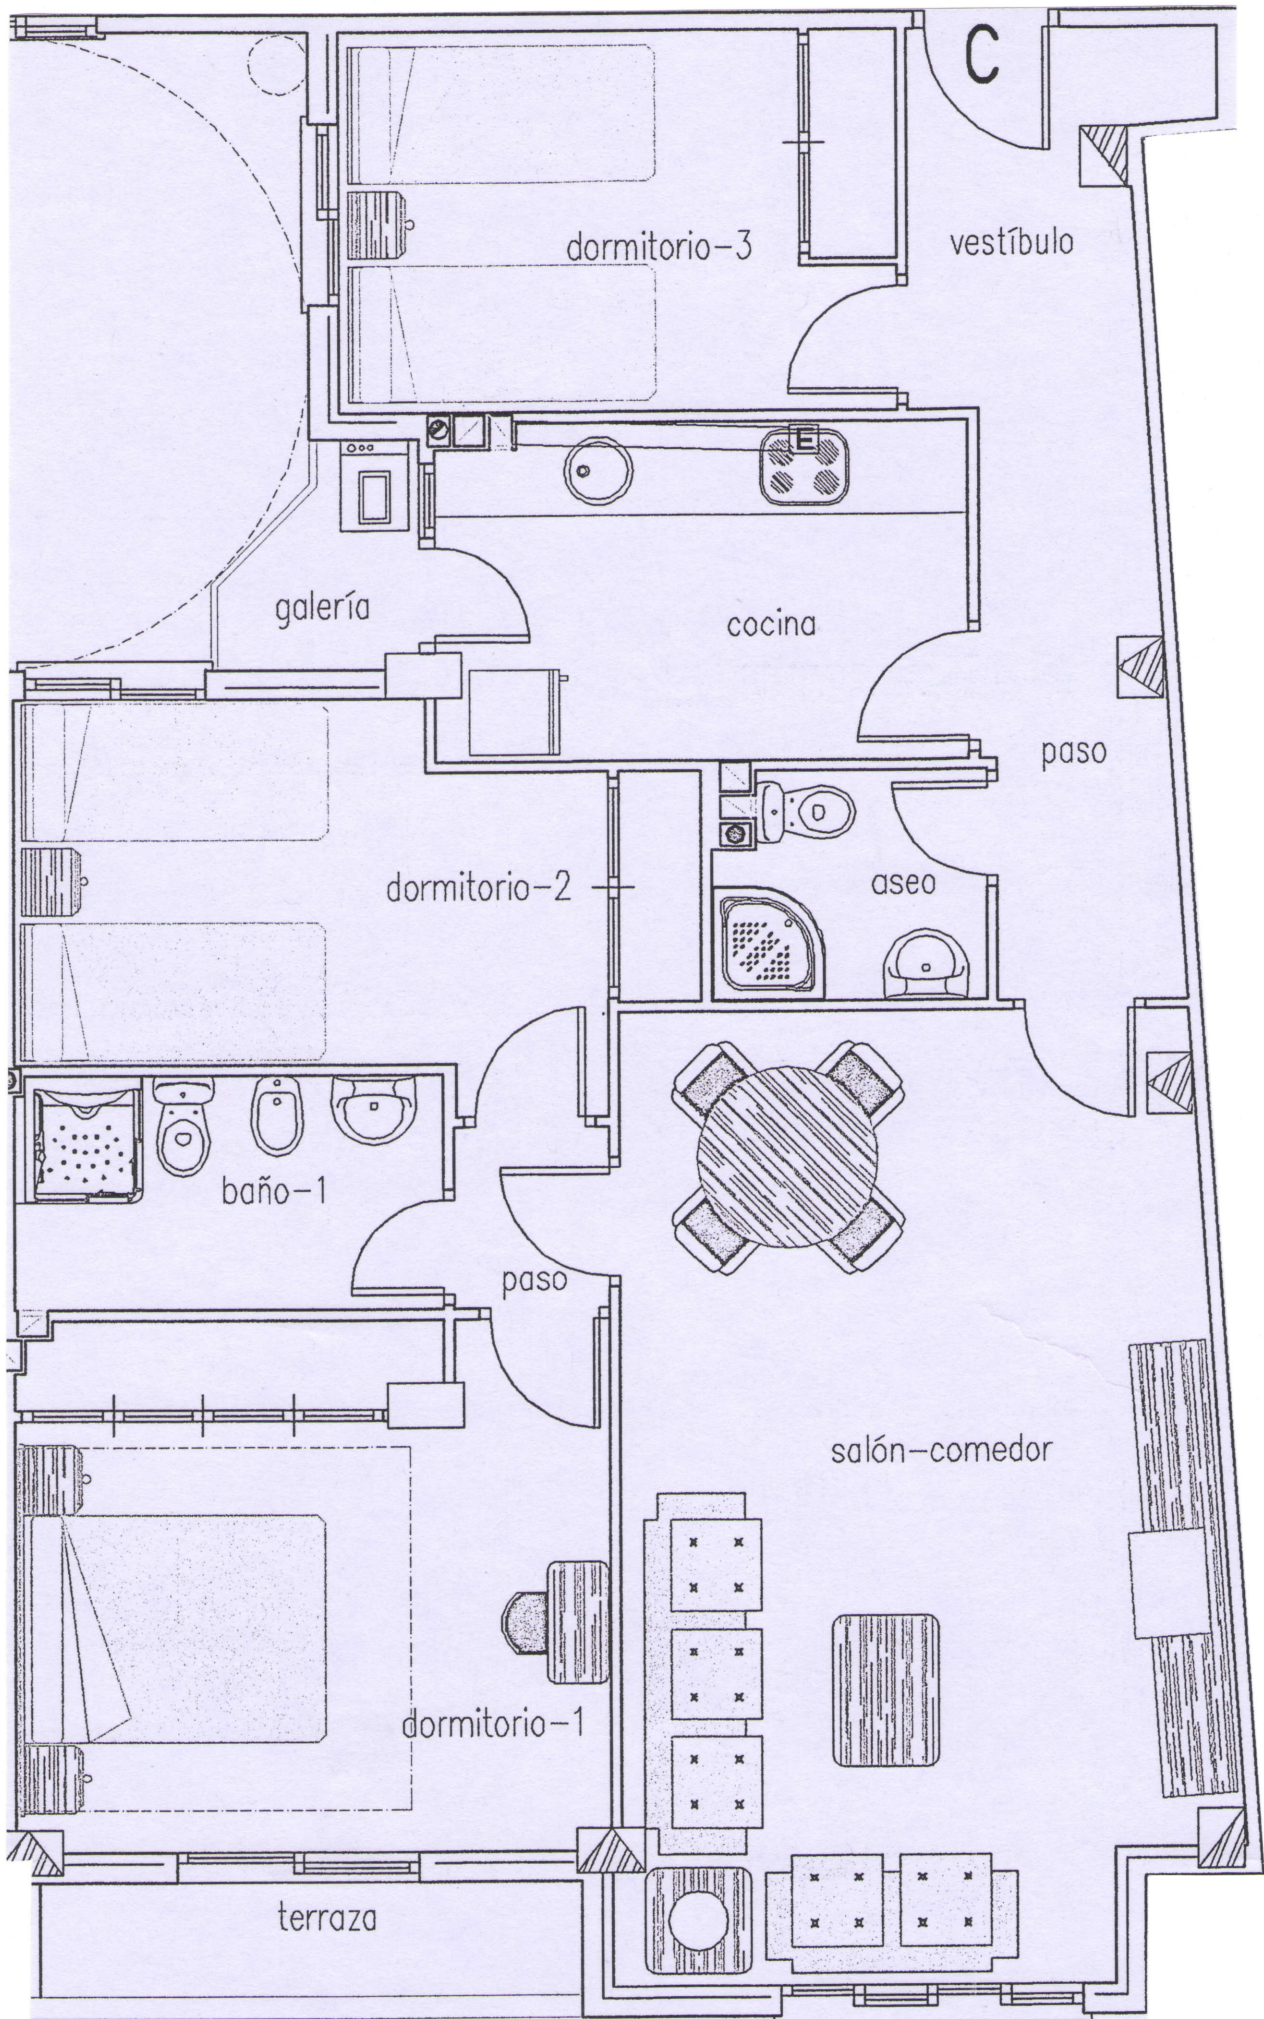 C
dormitorio-3
vestíbulo
E
galería
cocina
paso
dormitorio-2
aseo
baño-1
paso
salón-comedor
dormitorio-1
terraza